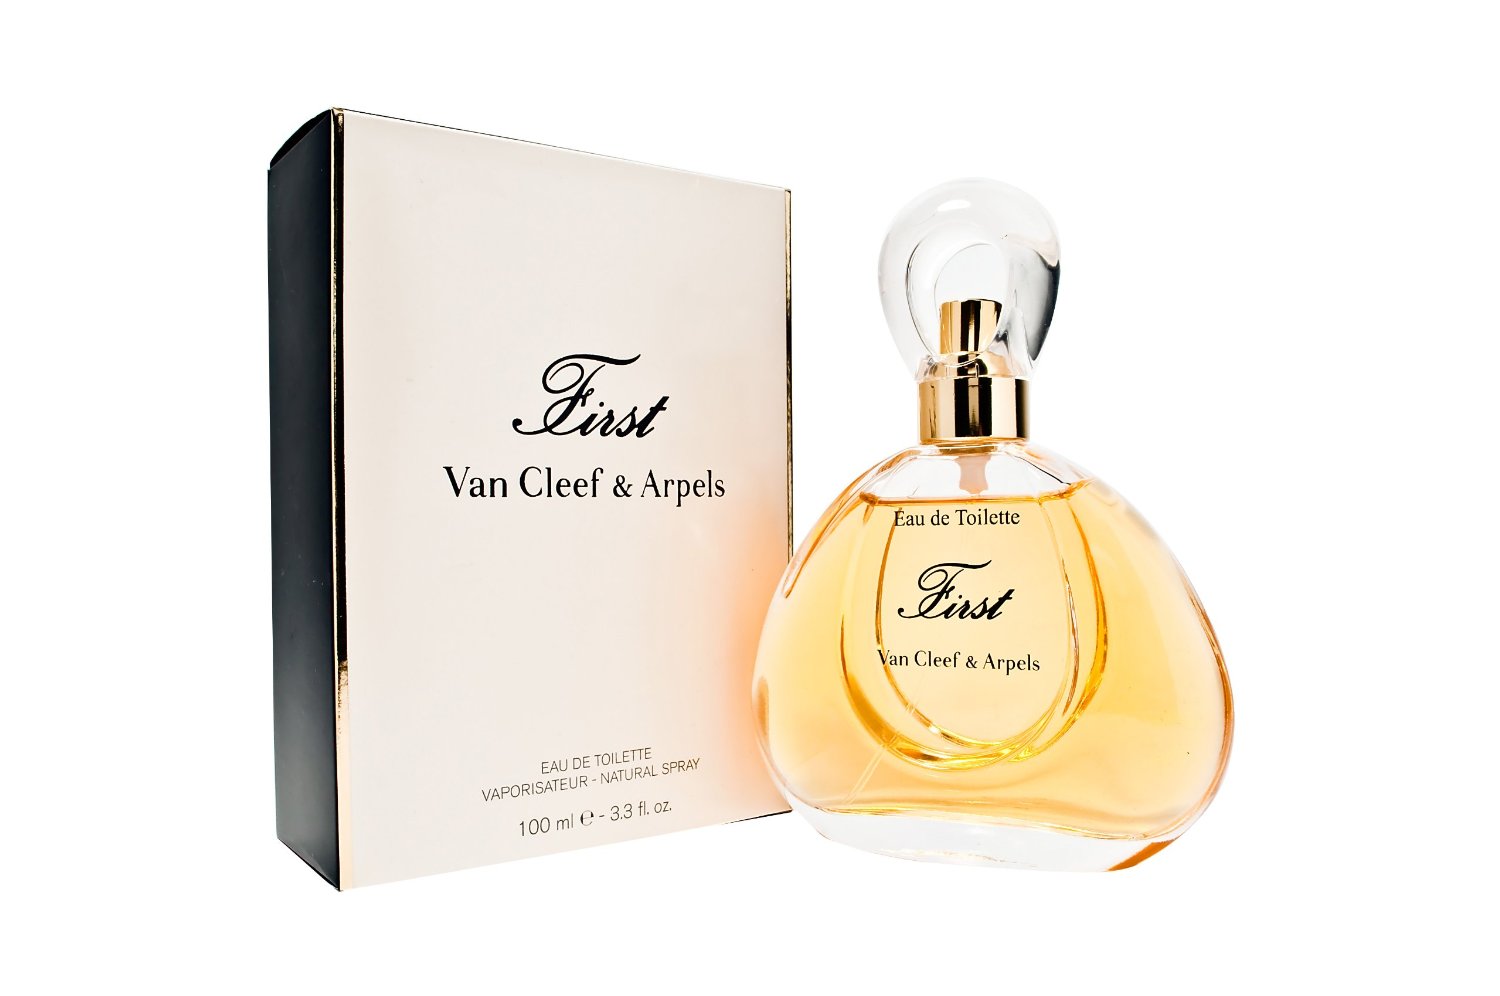 First
Van Cleef & Arpels
EAU DE TOILETTE
VAPORISATEUR - NATURAL SPRAY
100 ml ℮ - 3.3 fl. oz.
Eau de Toilette
First
Van Cleef & Arpels